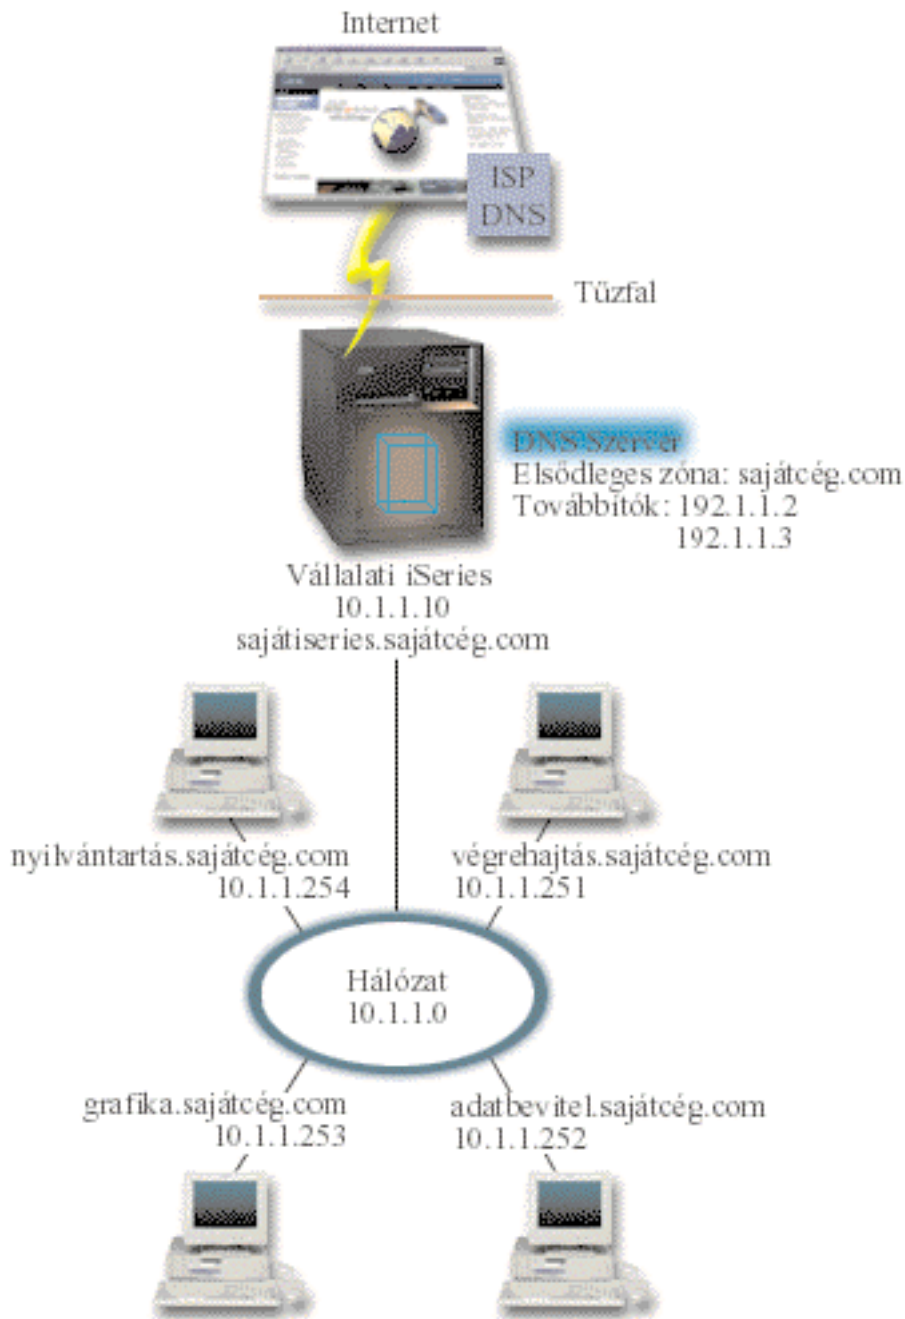 Internet
ISP
DNS
Tűzfal
DNS-Szerver
Elsődleges zóna: sajátcég.com
Továbbítók: 192.1.1.2
192.1.1.3
Vállalati iSeries
10.1.1.10
sajátiseries.sajátcég.com
nyilvántartás.sajátcég.com
10.1.1.254
végrehajtás.sajátcég.com
10.1.1.251
Hálózat
10.1.1.0
grafika.sajátcég.com
10.1.1.253
adatbevitel.sajátcég.com
10.1.1.252